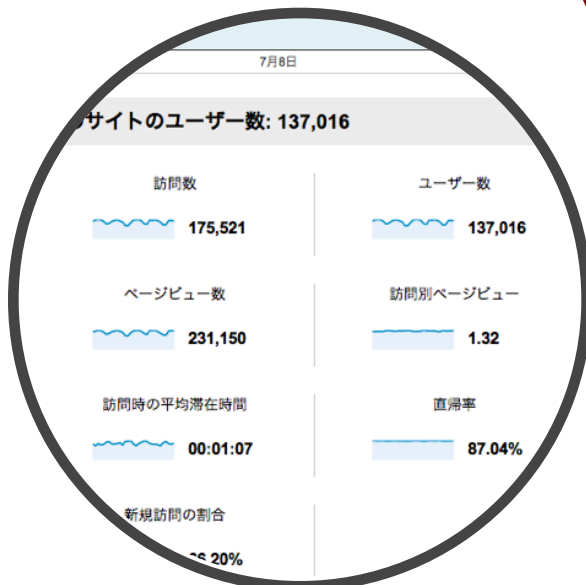 7月8日
サイトのユーザー数: 137,016
訪問数
ユーザー数
175,521
137,016
ページビュー数
訪問別ページビュー
231,150
1.32
訪問時の平均滞在時間
直帰率
00:01:07
87.04%
新規訪問の割合
6.20%